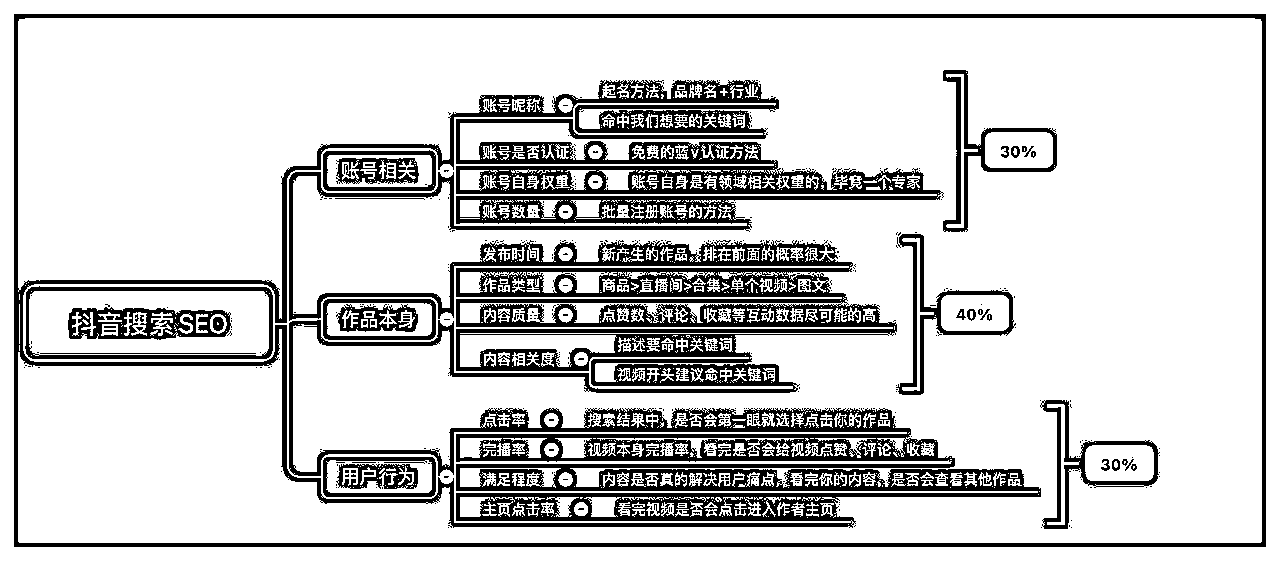 抖音搜索 SEO
账号相关
账号昵称
起名方法，品牌名+行业
命中我们想要的关键词
账号是否认证
免费的蓝V认证方法
账号自身权重
账号自身是有领域相关权重的，毕竟一个专家
账号数量
批量注册账号的方法
30%
作品本身
发布时间
新产生的作品，排在前面的概率很大
作品类型
商品>直播间>合集>单个视频>图文
内容质量
点赞数、评论、收藏等互动数据尽可能的高
内容相关度
描述要命中关键词
视频开头建议命中关键词
40%
用户行为
点击率
搜索结果中，是否会第一眼就选择点击你的作品
完播率
视频本身完播率，看完是否会给视频点赞、评论、收藏
满足程度
内容是否真的解决用户痛点，看完你的内容，是否会查看其他作品
主页点击率
看完视频是否会点击进入作者主页
30%